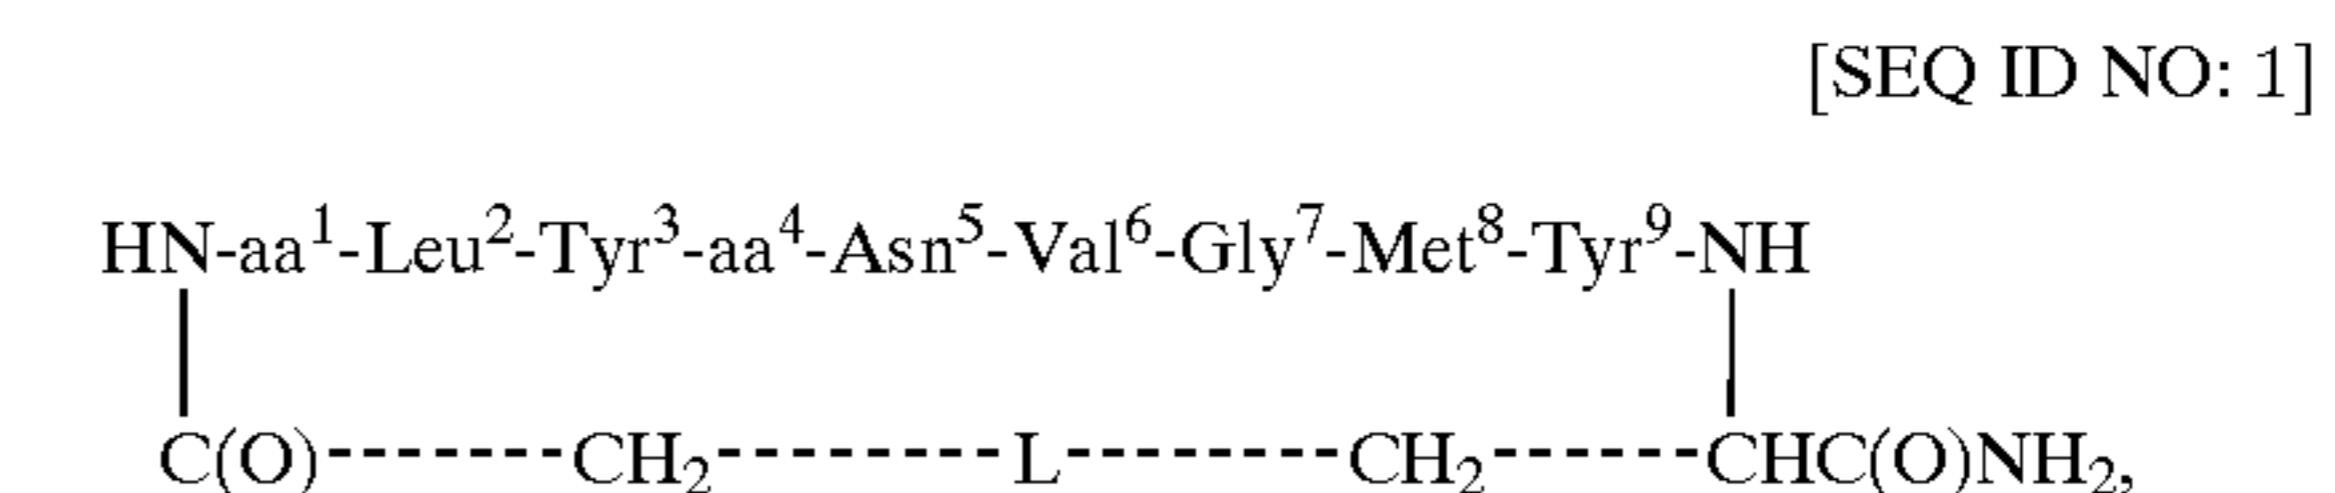 [SEQ ID NO: 1]
HN-aa¹-Leu²-Tyr³-aa⁴-Asn⁵-Val⁶-Gly⁷-Met⁸-Tyr⁹-NH
C(O)-------CH₂---------L--------CH₂------CHC(O)NH₂,